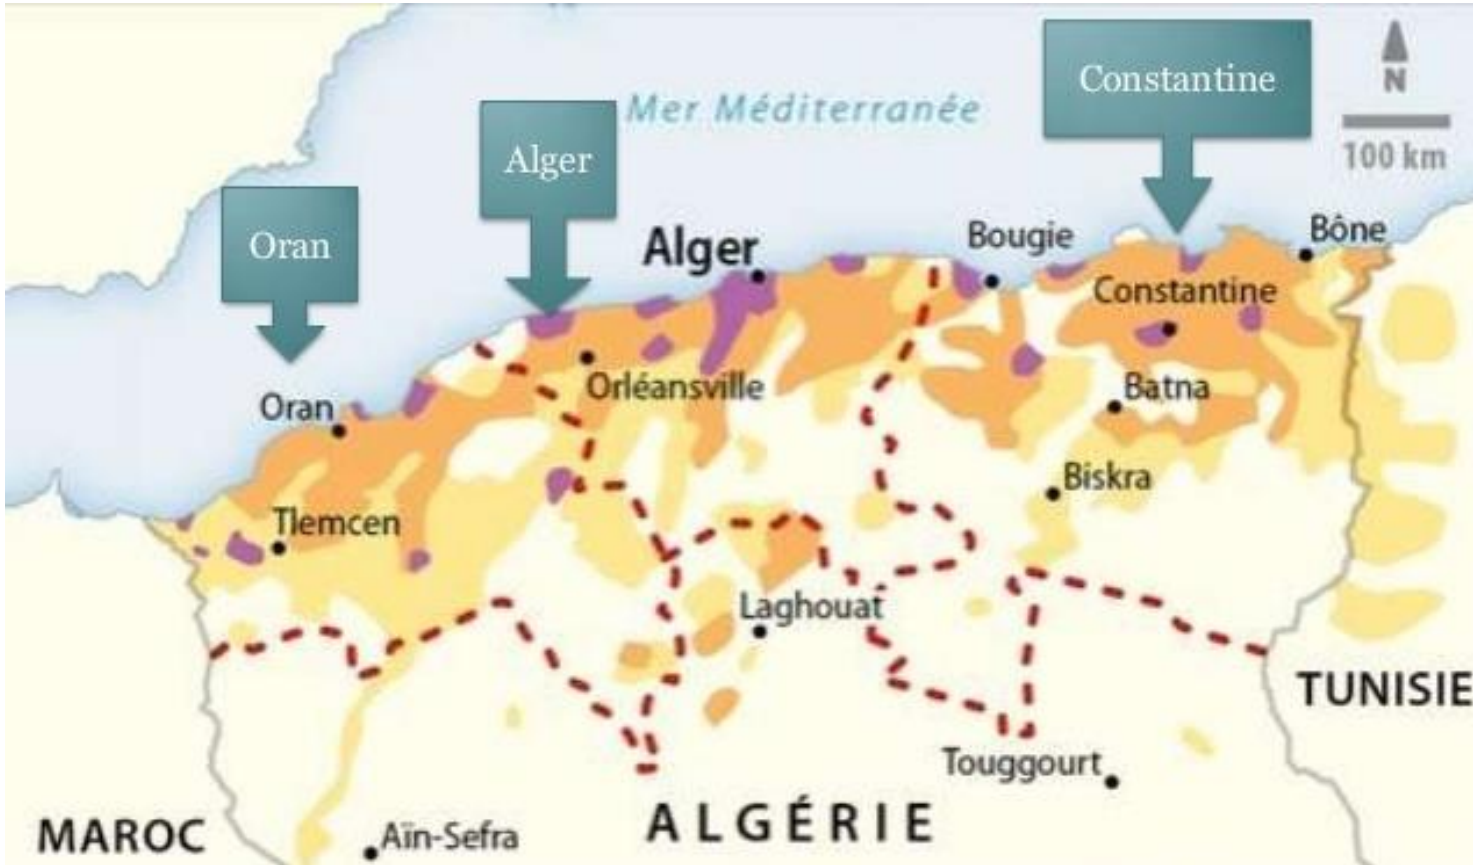 Constantine
Mer Méditerranée
N
100 km
Alger
Oran
Alger
Bougie
Bône
Constantine
Orléansville
Batna
Oran
Biskra
Tlemcen
Laghouat
TUNISIE
Touggourt
ALGÉRIE
MAROC
Aïn-Sefra